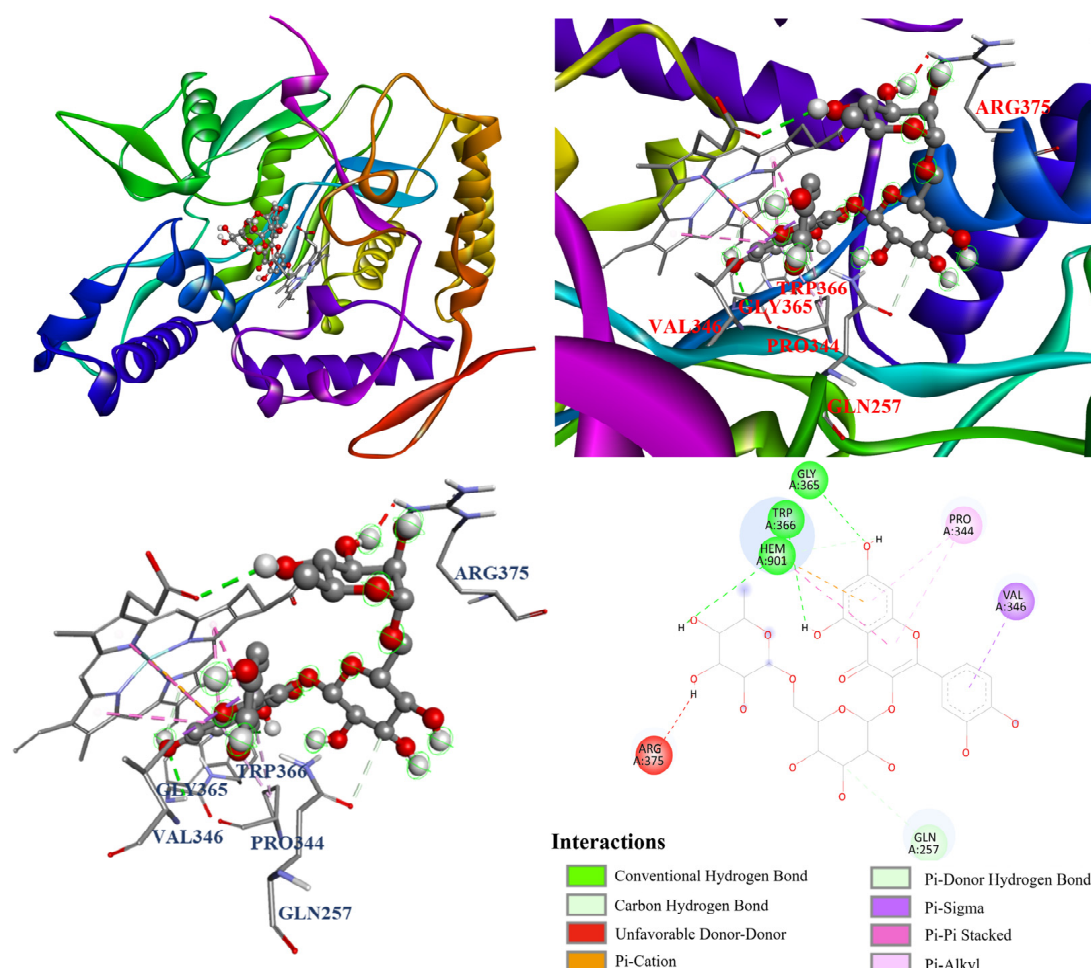 ARG375
TRP366
GLY365
VAL346
PRO344
GLN257
ARG375
TRP366
GLY365
VAL346
PRO344
GLN257
GLY
A:365
TRP
A:366
HEM
A:901
PRO
A:344
VAL
A:346
ARG
A:375
GLN
A:257
H
O
O
O
H
H
O
O
H
O
O
O
O
O
O
O
O
O
O
O
O
Interactions
Conventional Hydrogen Bond
Carbon Hydrogen Bond
Unfavorable Donor-Donor
Pi-Cation
Pi-Donor Hydrogen Bond
Pi-Sigma
Pi-Pi Stacked
Pi-Alkyl